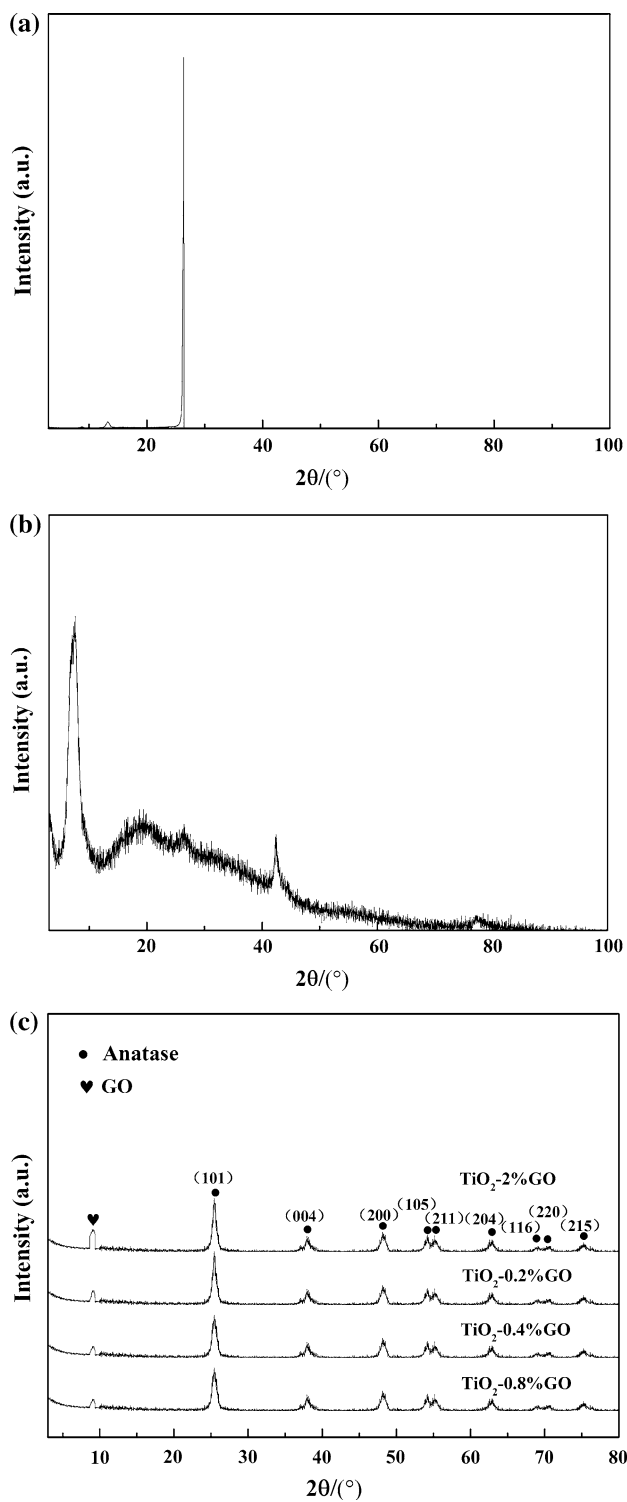 (a)
Intensity (a.u.)
20 40 60 80 100
2θ/(°)
(b)
Intensity (a.u.)
20 40 60 80 100
2θ/(°)
(c)
Intensity (a.u.)
● Anatase
♥ GO
(101)
(004)
(200)
(105)
(211)
(204)
(116)
(220)
(215)
TiO₂-2%GO
TiO₂-0.2%GO
TiO₂-0.4%GO
TiO₂-0.8%GO
10 20 30 40 50 60 70 80
2θ/(°)